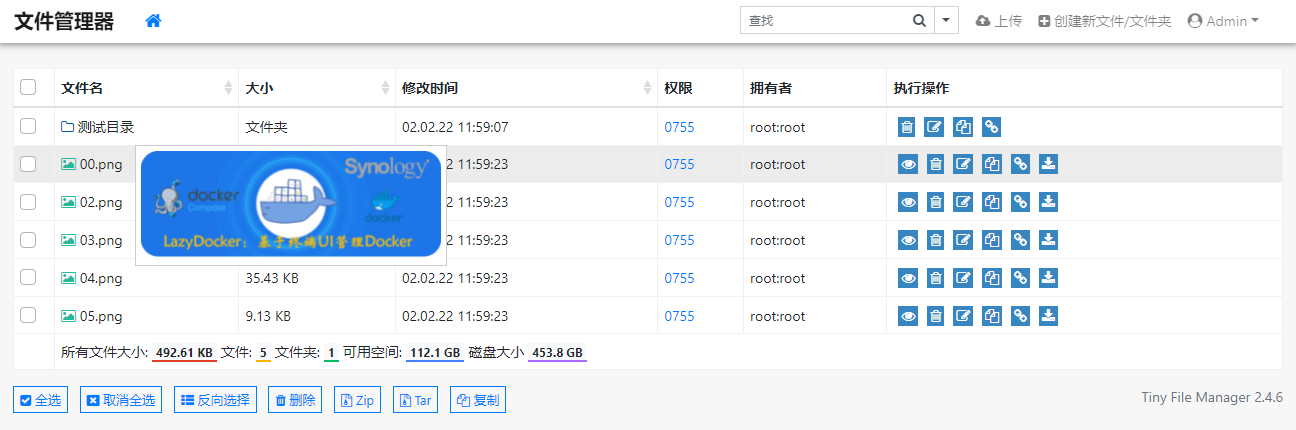 文件管理器 查找 上传 创建新文件/文件夹 Admin
文件名 大小 修改时间 权限 拥有者 执行操作
测试目录 文件夹 02.02.22 11:59:07 0755 root:root
00.png 02.02.22 11:59:23 0755 root:root
Synology
docker
Compose
docker
LazyDocker：基于终端UI管理Docker
02.png 02.02.22 11:59:23 0755 root:root
03.png 02.02.22 11:59:23 0755 root:root
04.png 35.43 KB 02.02.22 11:59:23 0755 root:root
05.png 9.13 KB 02.02.22 11:59:23 0755 root:root
所有文件大小: 492.61 KB 文件: 5 文件夹: 1 可用空间: 112.1 GB 磁盘大小 453.8 GB
全选 取消全选 反向选择 删除 Zip Tar 复制 Tiny File Manager 2.4.6